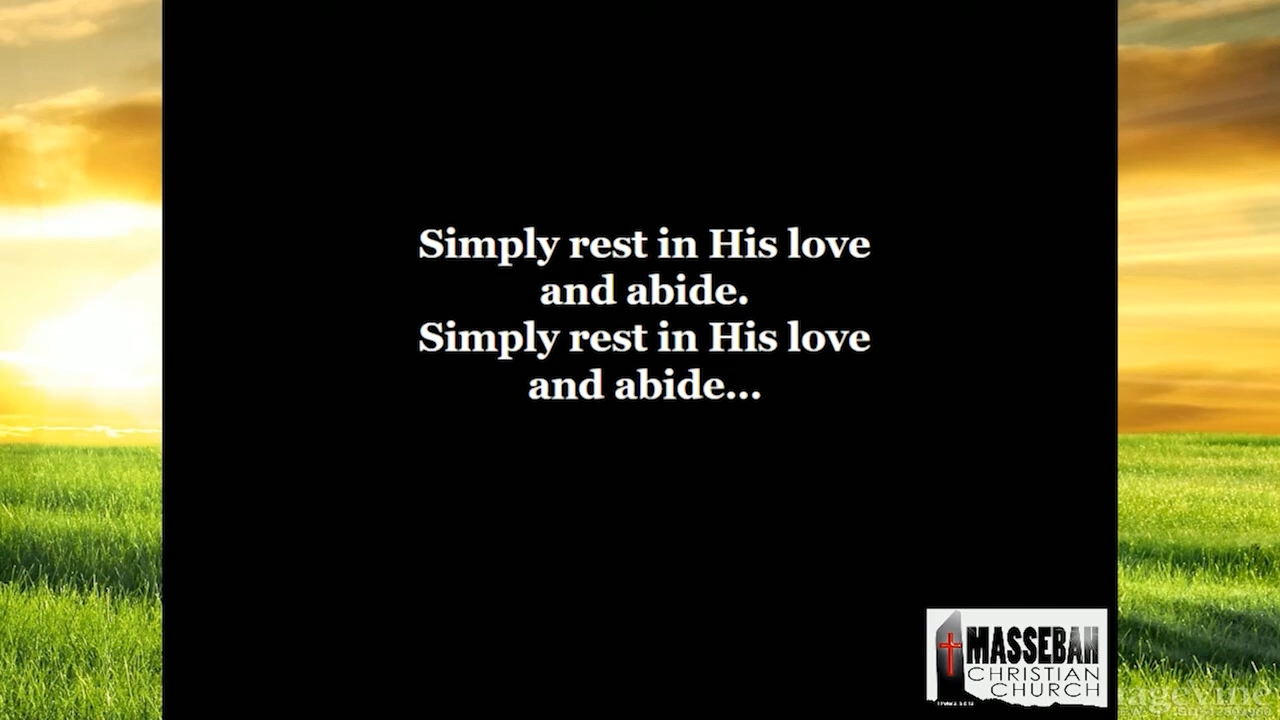 Simply rest in His love
and abide.
Simply rest in His love
and abide...
MASSEBAH
CHRISTIAN
CHURCH